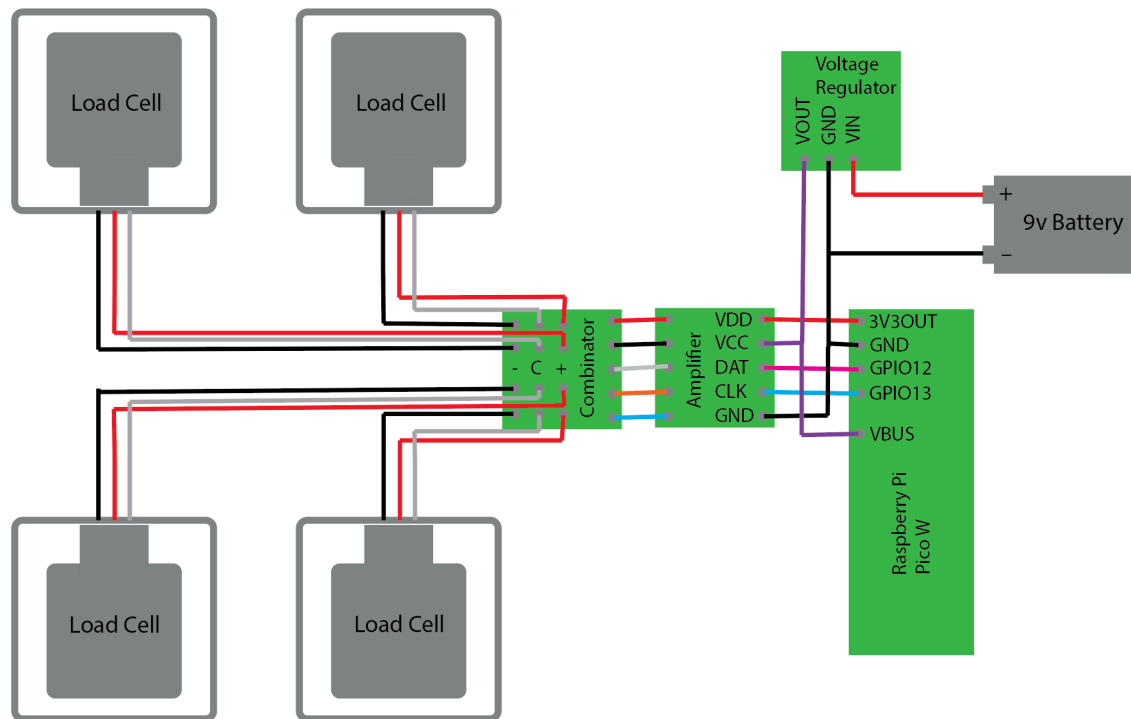 Load Cell
Load Cell
Voltage
Regulator
VOUT
GND
VIN
+
9v Battery
–
- C +
Combinator
Amplifier
VDD
VCC
DAT
CLK
GND
3V3OUT
GND
GPIO12
GPIO13
VBUS
Raspberry Pi
Pico W
Load Cell
Load Cell